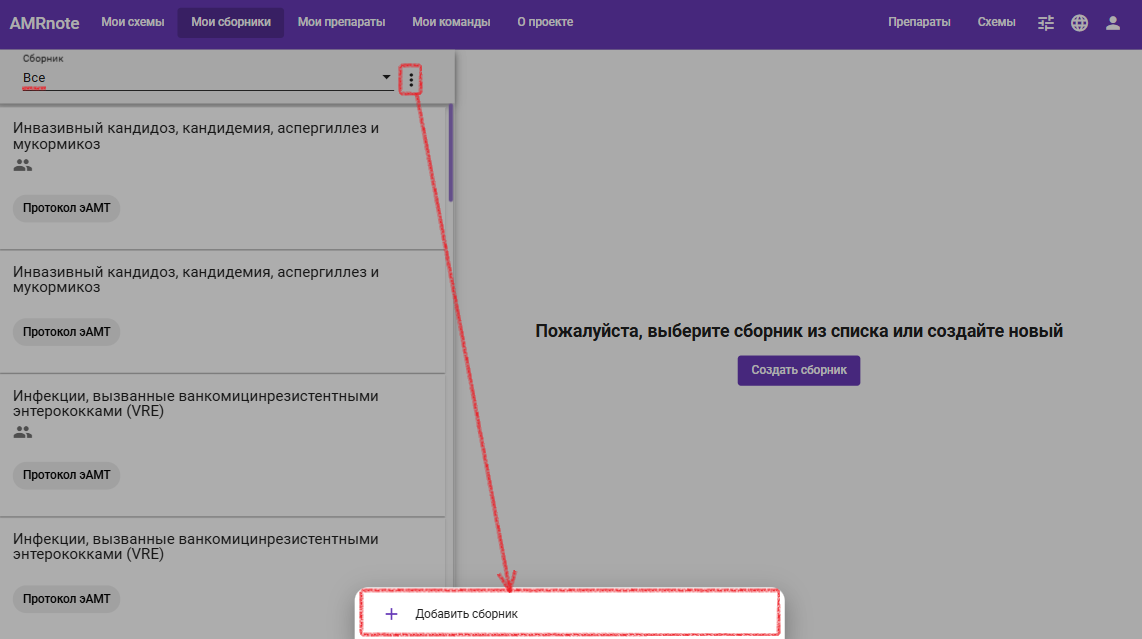 AMRnote Мои схемы Мои сборники Мои препараты Мои команды О проекте Препараты Схемы
Сборник
Все
Инвазивный кандидоз, кандидемия, аспергиллез и
мукормикоз
Протокол эАМТ
Инвазивный кандидоз, кандидемия, аспергиллез и
мукормикоз
Протокол эАМТ
Инфекции, вызванные ванкомицинрезистентными
энтерококками (VRE)
Протокол эАМТ
Инфекции, вызванные ванкомицинрезистентными
энтерококками (VRE)
Протокол эАМТ
Пожалуйста, выберите сборник из списка или создайте новый
Создать сборник
Добавить сборник